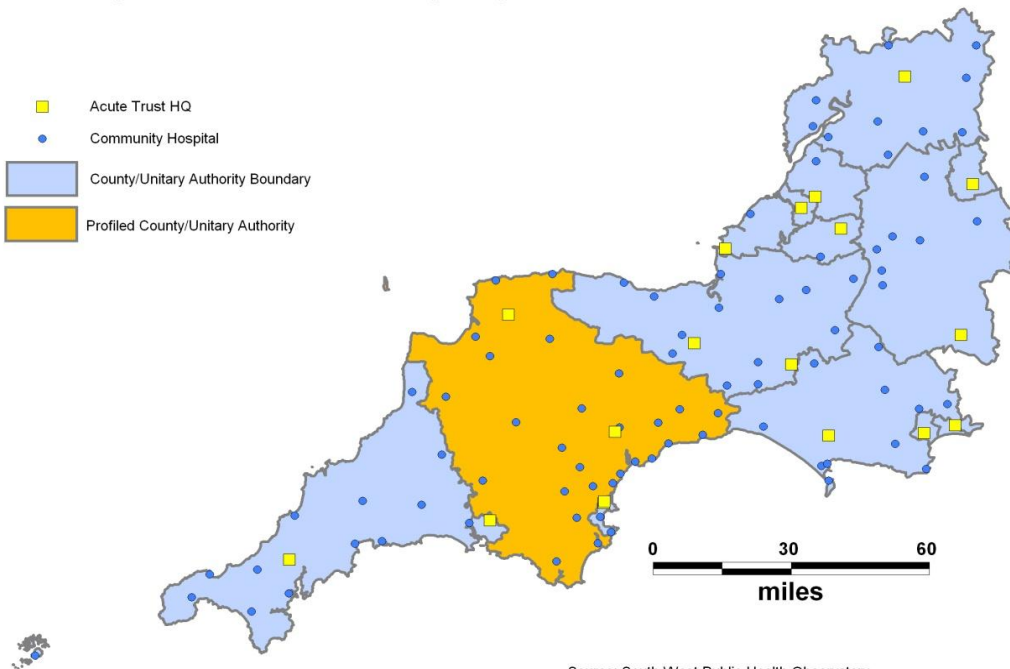 Acute Trust HQ
Community Hospital
County/Unitary Authority Boundary
Profiled County/Unitary Authority
0 30 60
miles